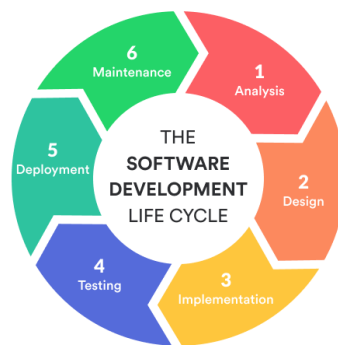 THE
SOFTWARE
DEVELOPMENT
LIFE CYCLE
1
Analysis
2
Design
3
Implementation
4
Testing
5
Deployment
6
Maintenance